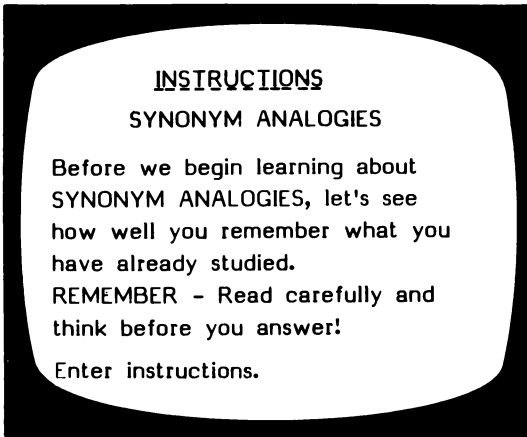 INSTRUCTIONS
SYNONYM ANALOGIES
Before we begin learning about
SYNONYM ANALOGIES, let's see
how well you remember what you
have already studied.
REMEMBER - Read carefully and
think before you answer!
Enter instructions.